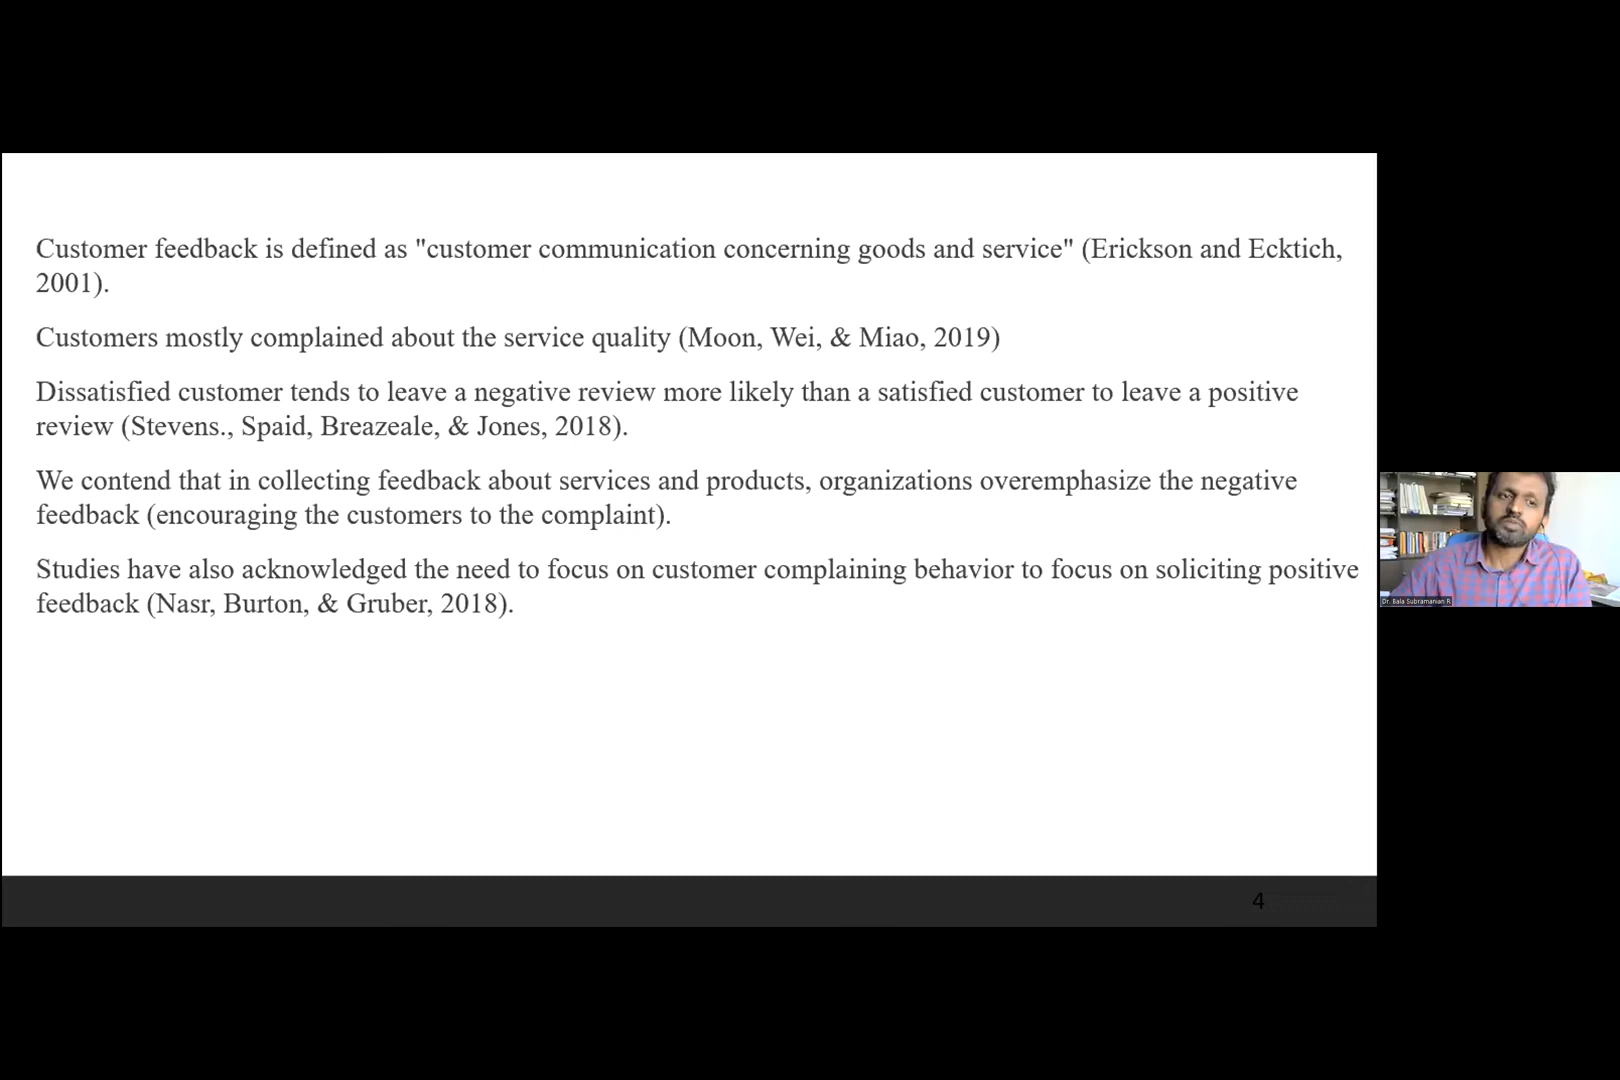 Customer feedback is defined as "customer communication concerning goods and service" (Erickson and Ecktich,
2001).
Customers mostly complained about the service quality (Moon, Wei, & Miao, 2019)
Dissatisfied customer tends to leave a negative review more likely than a satisfied customer to leave a positive
review (Stevens., Spaid, Breazeale, & Jones, 2018).
We contend that in collecting feedback about services and products, organizations overemphasize the negative
feedback (encouraging the customers to the complaint).
Studies have also acknowledged the need to focus on customer complaining behavior to focus on soliciting positive
feedback (Nasr, Burton, & Gruber, 2018).
Dr. Bala Subramanian R
4